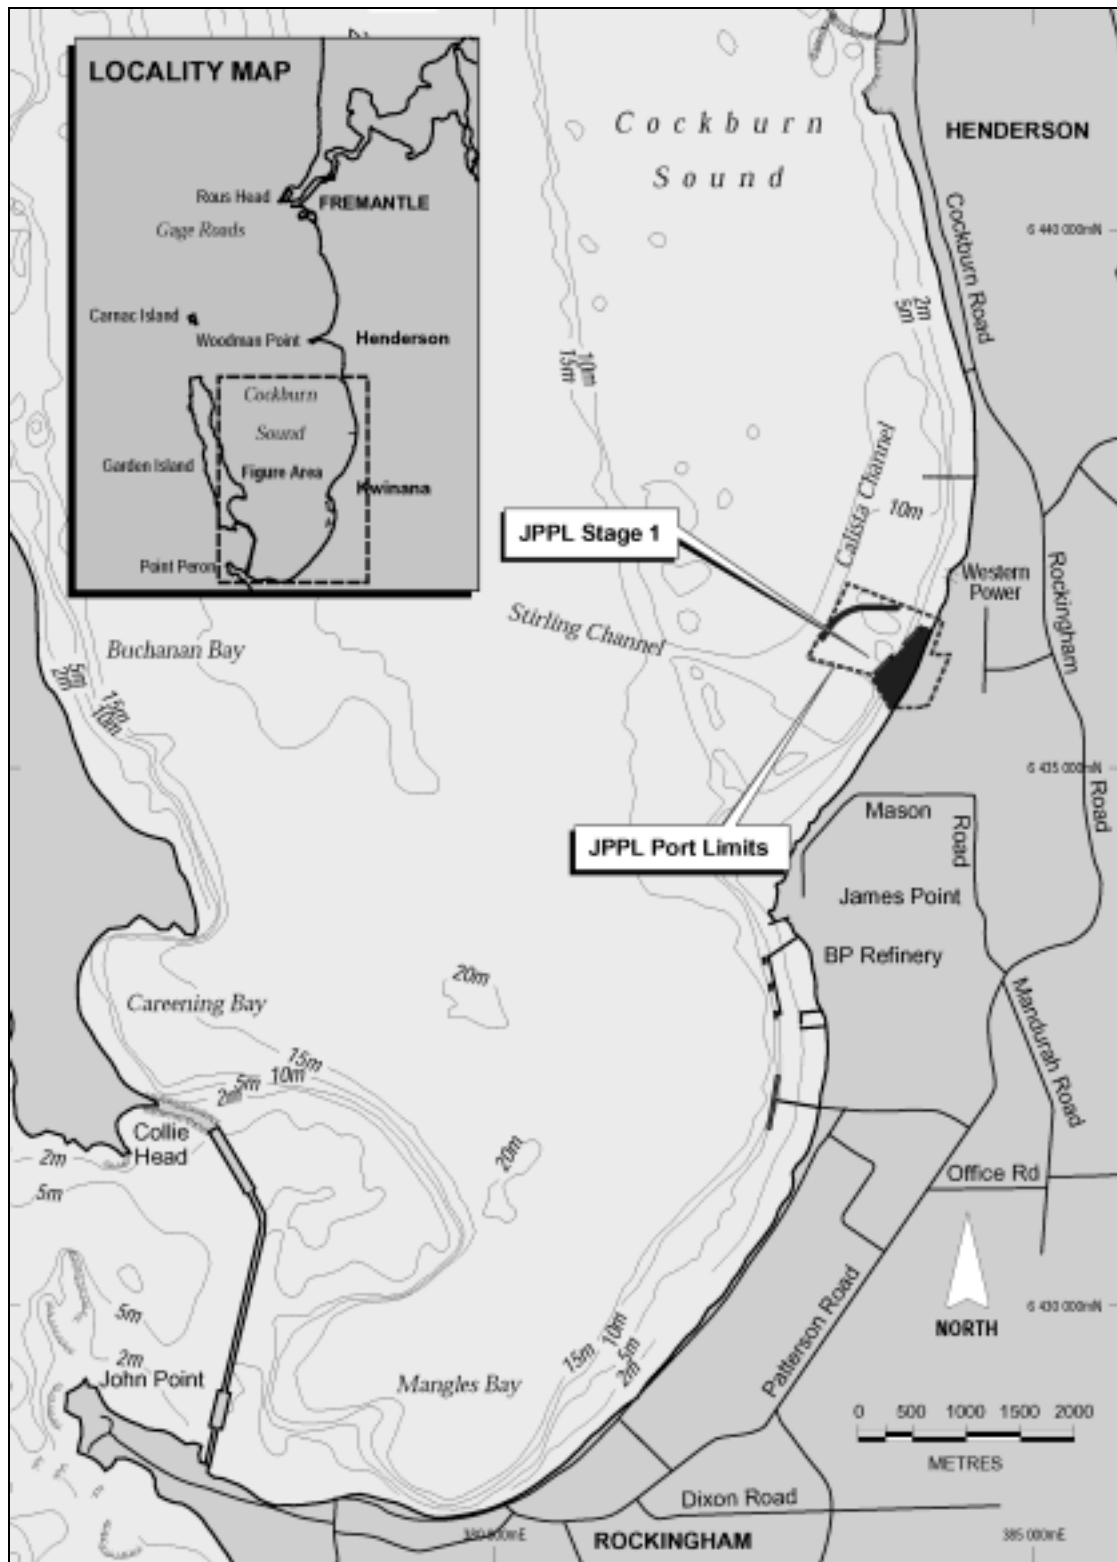 LOCALITY MAP
Rous Head
FREMANTLE
Gage Roads
Carnac Island
Woodman Point
Henderson
Cockburn
Sound
Garden Island
Figure Area
Kwinana
Point Peron
Cockburn
Sound
HENDERSON
Cockburn Road
6 440 000mN
2m
5m
10m
15m
Calista Channel
10m
JPPL Stage 1
Western
Power
Rockingham
Road
Stirling Channel
Buchanan Bay
5m
2m
15m
10m
6 435 000mN
JPPL Port Limits
Mason
Road
James Point
BP Refinery
Mandurah Road
20m
Careening Bay
15m
10m
5m
2m
Collie
Head
2m
5m
20m
Office Rd
NORTH
6 430 000mN
5m
2m
John Point
Mangles Bay
15m
10m
5m
2m
Patterson Road
0 500 1000 1500 2000
METRES
Dixon Road
380 000mE
ROCKINGHAM
385 000mE